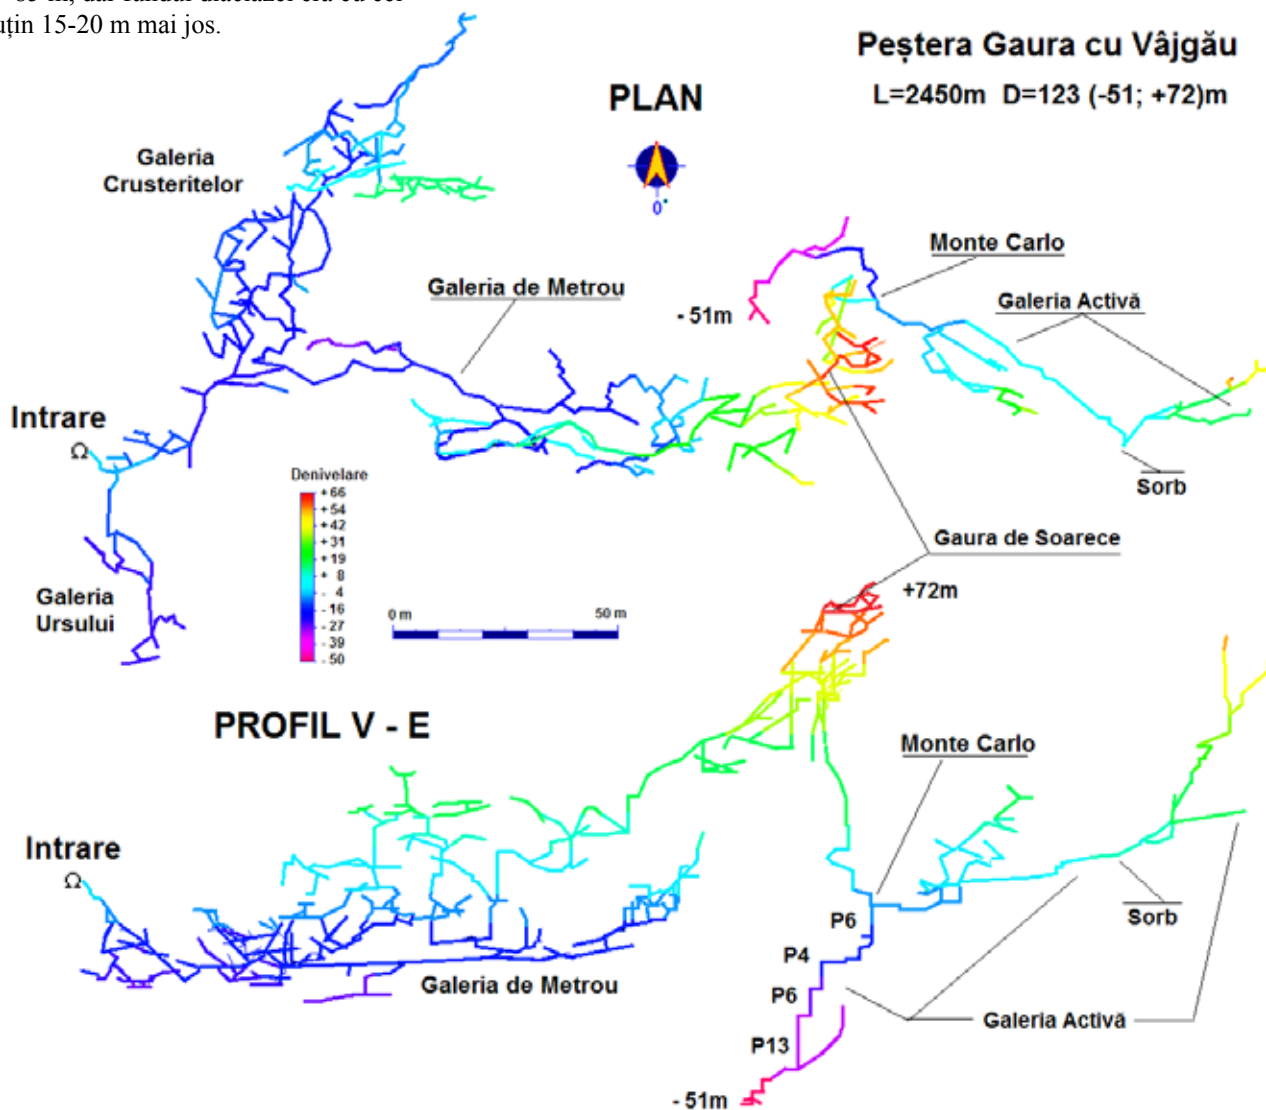 puțin 15-20 m mai jos.
Peștera Gaura cu Vâjgău
L=2450m D=123 (-51; +72)m
PLAN
0°
Galeria
Crusteritelor
Monte Carlo
Galeria de Metrou
Galeria Activă
- 51m
Intrare
Ω
Sorb
Denivelare
+ 66
+ 54
+ 42
+ 31
+ 19
+ 8
- 4
- 16
- 27
- 39
- 50
Gaura de Soarece
Galeria
Ursului
0 m
50 m
+72m
PROFIL V - E
Monte Carlo
Intrare
Ω
P6
Sorb
P4
Galeria de Metrou
P6
Galeria Activă
P13
- 51m